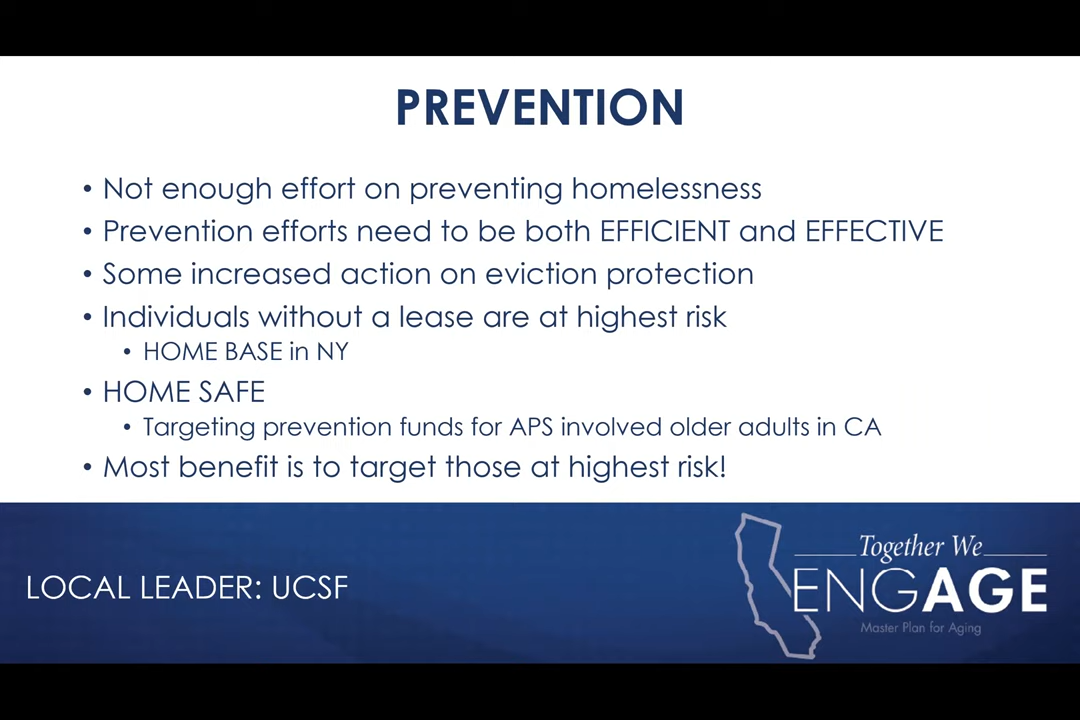 PREVENTION
• Not enough effort on preventing homelessness
• Prevention efforts need to be both EFFICIENT and EFFECTIVE
• Some increased action on eviction protection
• Individuals without a lease are at highest risk
• HOME BASE in NY
• HOME SAFE
• Targeting prevention funds for APS involved older adults in CA
• Most benefit is to target those at highest risk!
LOCAL LEADER: UCSF
Together We
ENGAGE
Master Plan for Aging